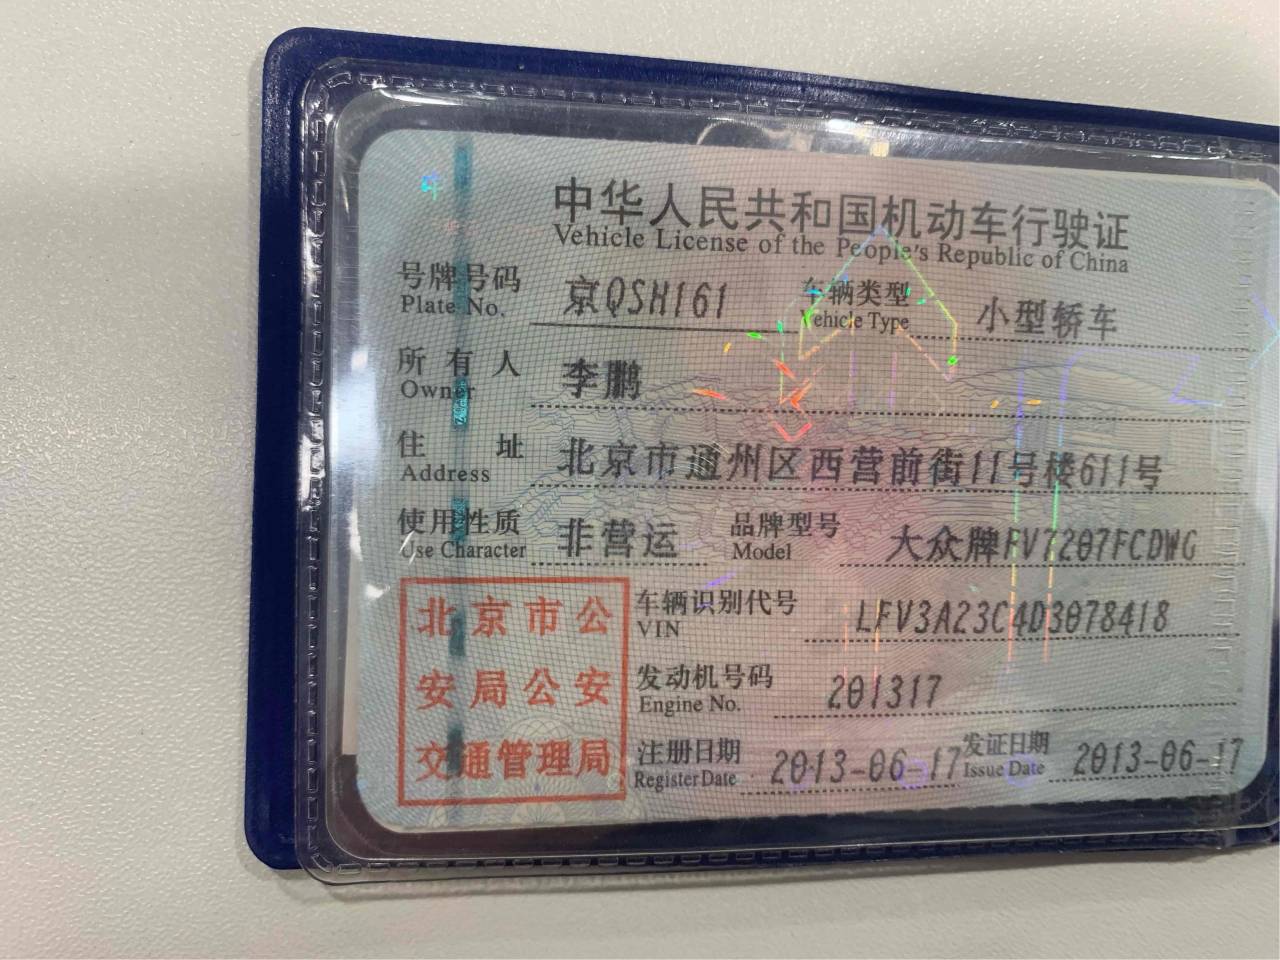 中华人民共和国机动车行驶证
Vehicle License of the People's Republic of China
号牌号码 京QSH161 车辆类型 小型轿车
Plate No. Vehicle Type
所有人 李鹏
Owner
住址 北京市通州区西营前街11号楼611号
Address
使用性质 非营运 品牌型号 大众牌FV7207FCDWG
Use Character Model
北京市公安局公安交通管理局
车辆识别代号 LFV3A23C4D3078418
VIN
发动机号码 201317
Engine No.
注册日期 2013-06-17 发证日期 2013-06-17
Register Date Issue Date